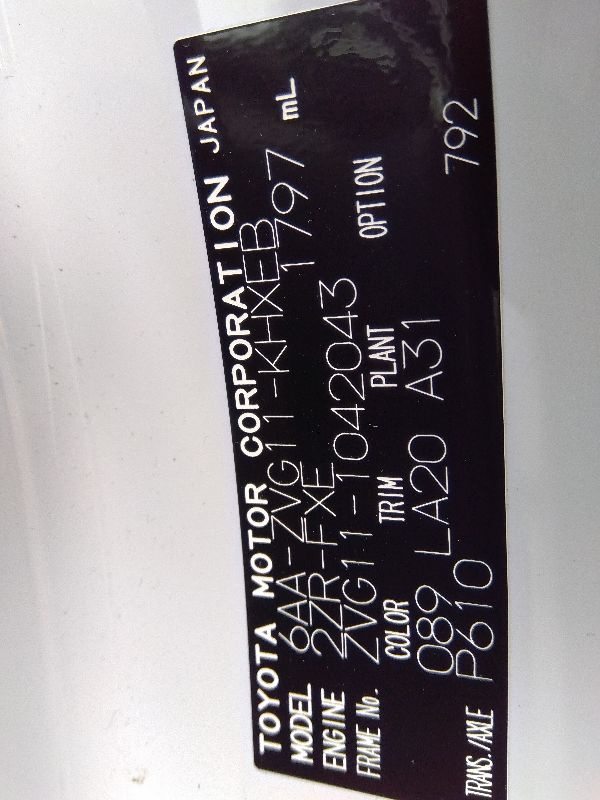 TOYOTA MOTOR CORPORATION JAPAN
MODEL 6AA-ZVG11-KHXEB
ENGINE 2ZR-FXE 1797 mL
FRAME No. ZVG11-1042043
COLOR TRIM PLANT OPTION
089 LA20 A31
TRANS./AXLE P610 792